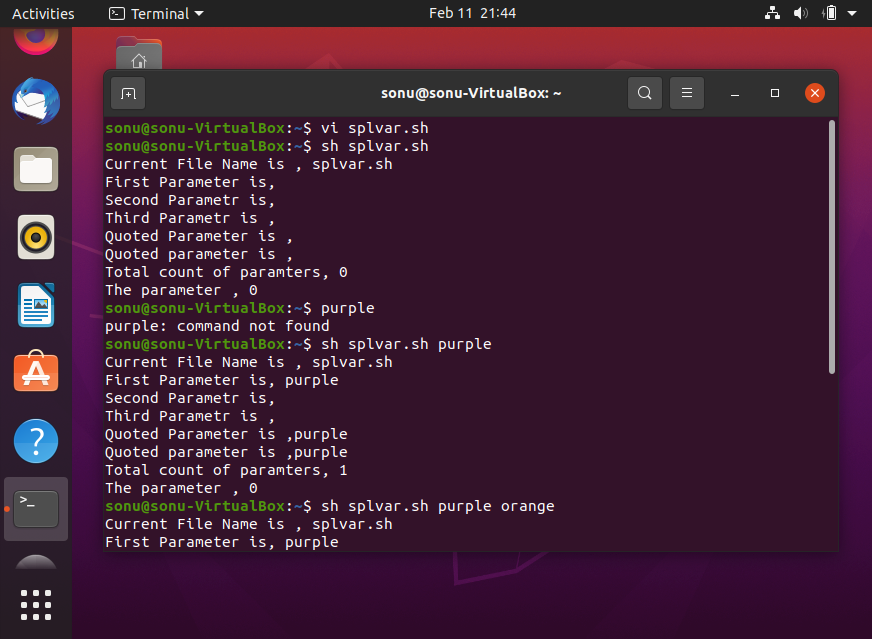 Activities
Terminal
Feb 11 21:44
sonu@sonu-VirtualBox: ~
sonu@sonu-VirtualBox:~$ vi splvar.sh
sonu@sonu-VirtualBox:~$ sh splvar.sh
Current File Name is , splvar.sh
First Parameter is,
Second Parametr is,
Third Parametr is ,
Quoted Parameter is ,
Quoted parameter is ,
Total count of paramters, 0
The parameter , 0
sonu@sonu-VirtualBox:~$ purple
purple: command not found
sonu@sonu-VirtualBox:~$ sh splvar.sh purple
Current File Name is , splvar.sh
First Parameter is, purple
Second Parametr is,
Third Parametr is ,
Quoted Parameter is ,purple
Quoted parameter is ,purple
Total count of paramters, 1
The parameter , 0
sonu@sonu-VirtualBox:~$ sh splvar.sh purple orange
Current File Name is , splvar.sh
First Parameter is, purple